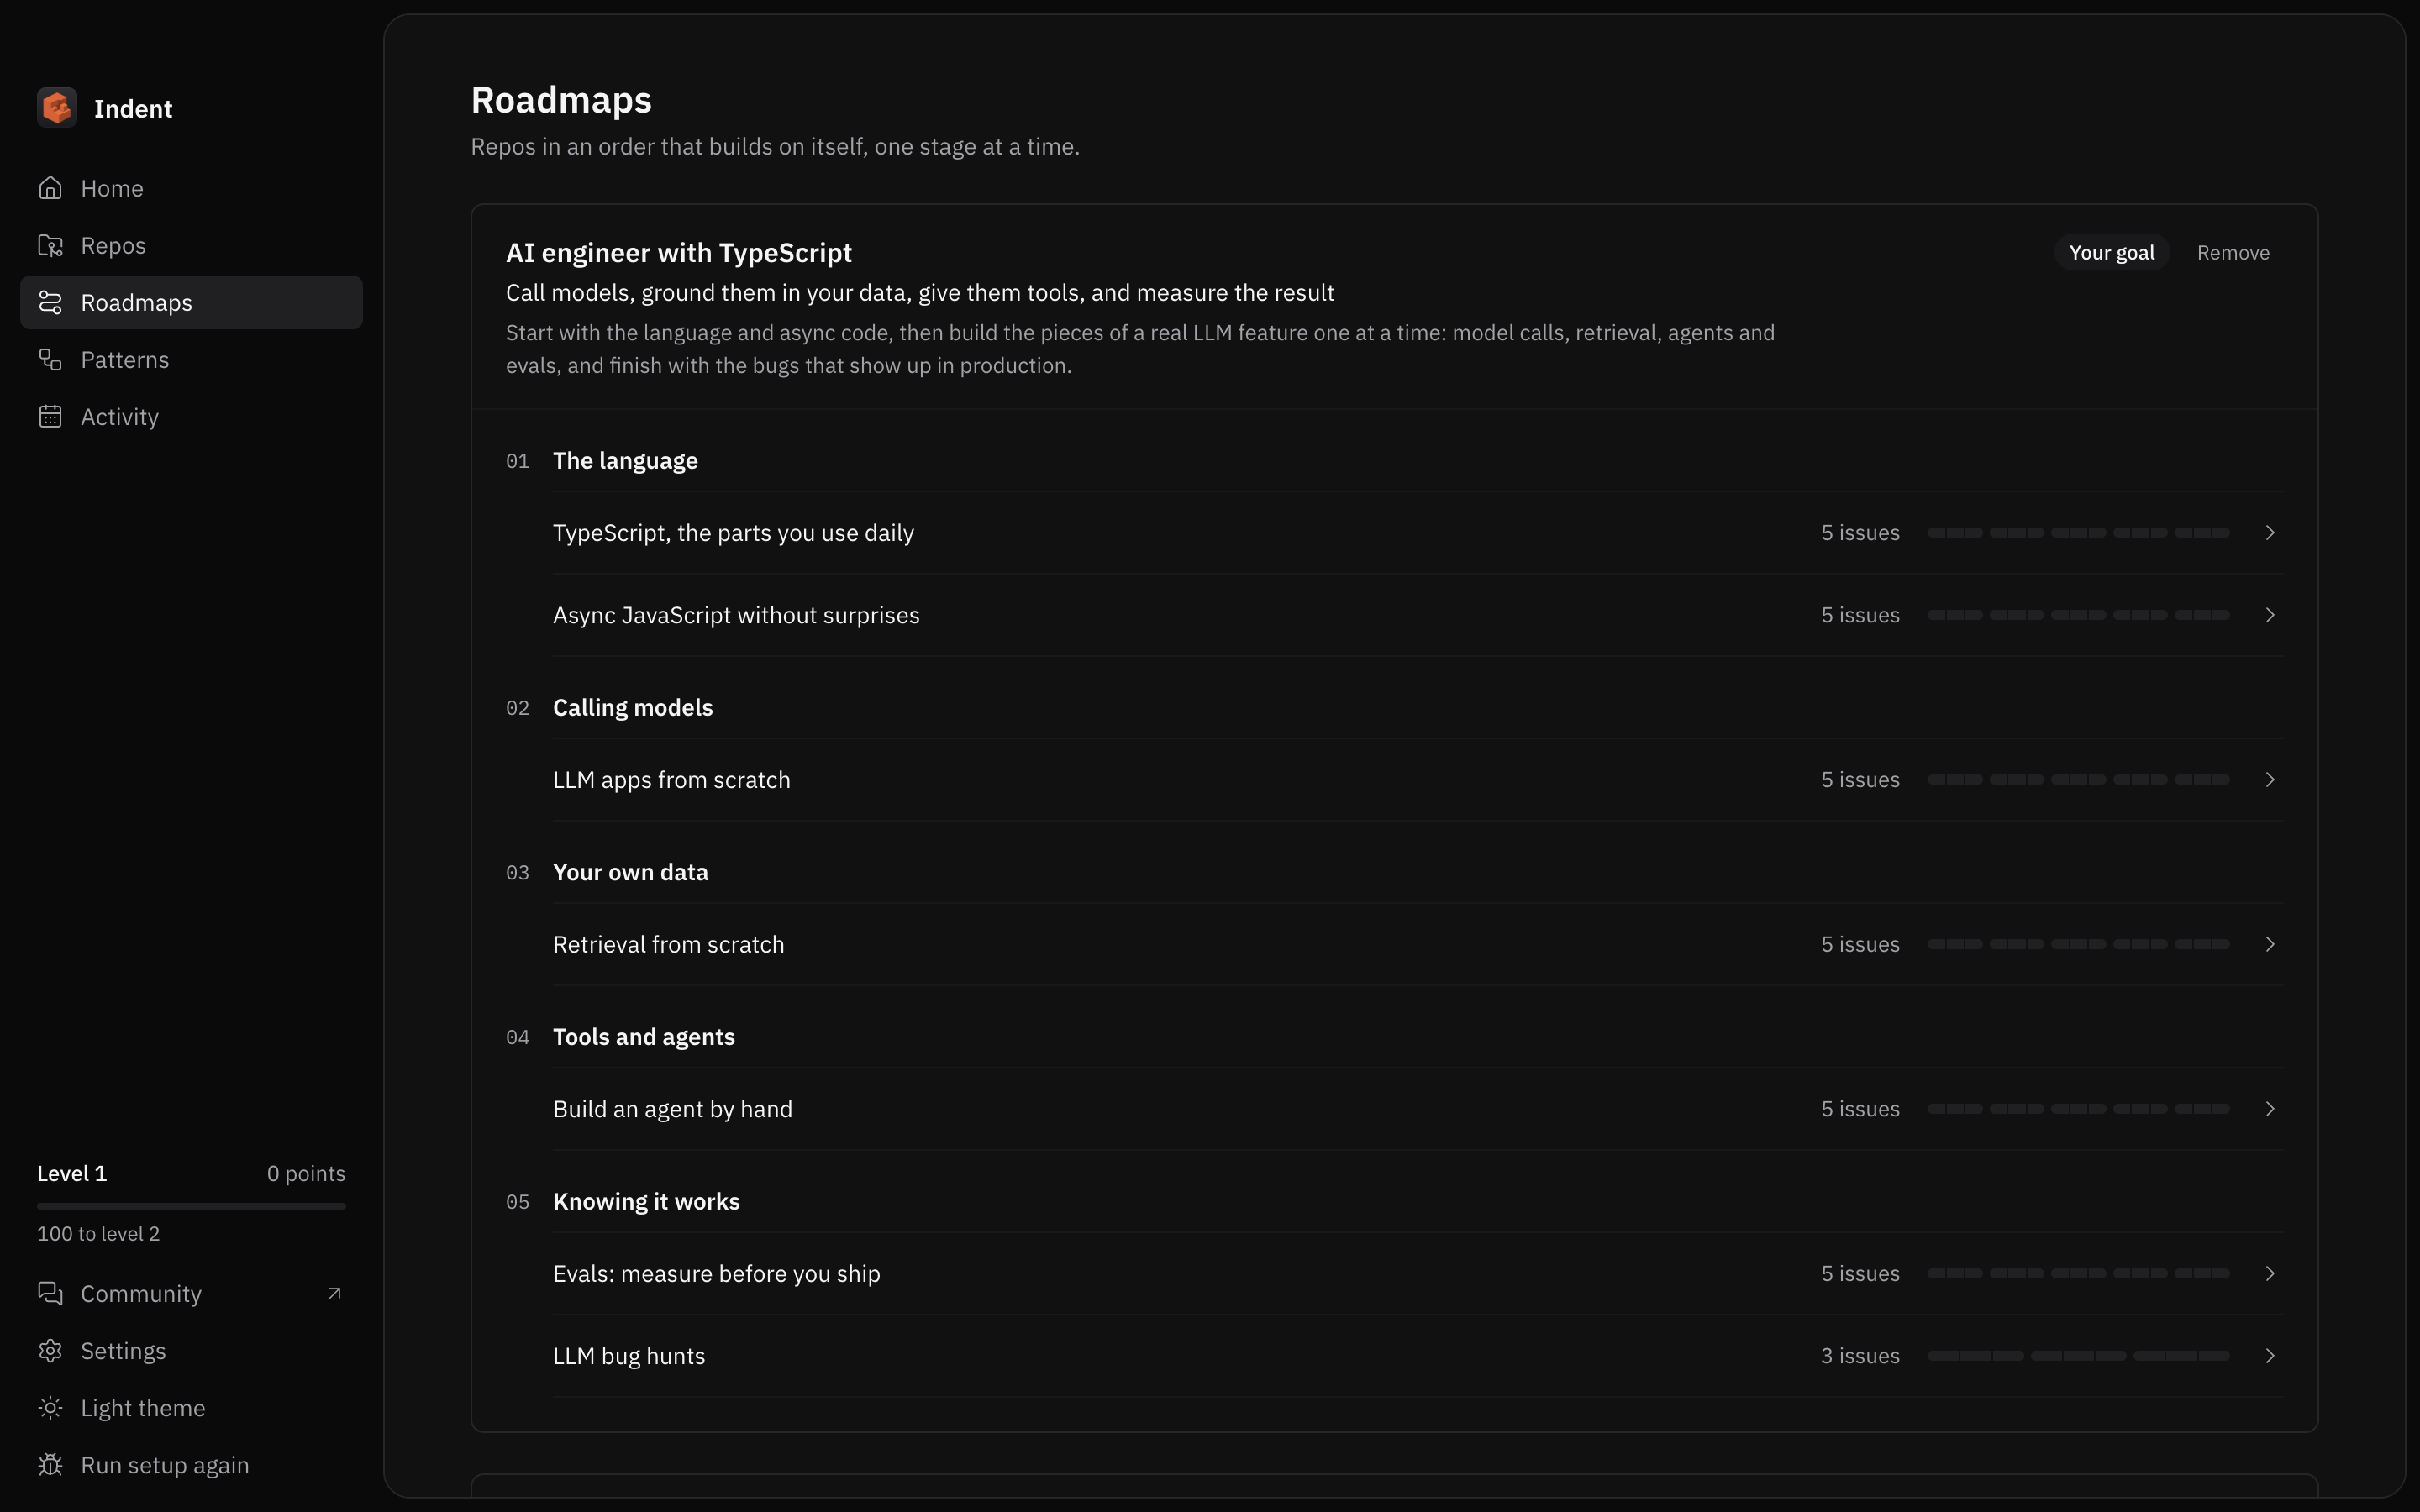 Indent
Home
Repos
Roadmaps
Patterns
Activity
Level 1
0 points
100 to level 2
Community
Settings
Light theme
Run setup again
Roadmaps
Repos in an order that builds on itself, one stage at a time.
AI engineer with TypeScript
Your goal
Remove
Call models, ground them in your data, give them tools, and measure the result
Start with the language and async code, then build the pieces of a real LLM feature one at a time: model calls, retrieval, agents and
evals, and finish with the bugs that show up in production.
01 The language
TypeScript, the parts you use daily 5 issues
Async JavaScript without surprises 5 issues
02 Calling models
LLM apps from scratch 5 issues
03 Your own data
Retrieval from scratch 5 issues
04 Tools and agents
Build an agent by hand 5 issues
05 Knowing it works
Evals: measure before you ship 5 issues
LLM bug hunts 3 issues